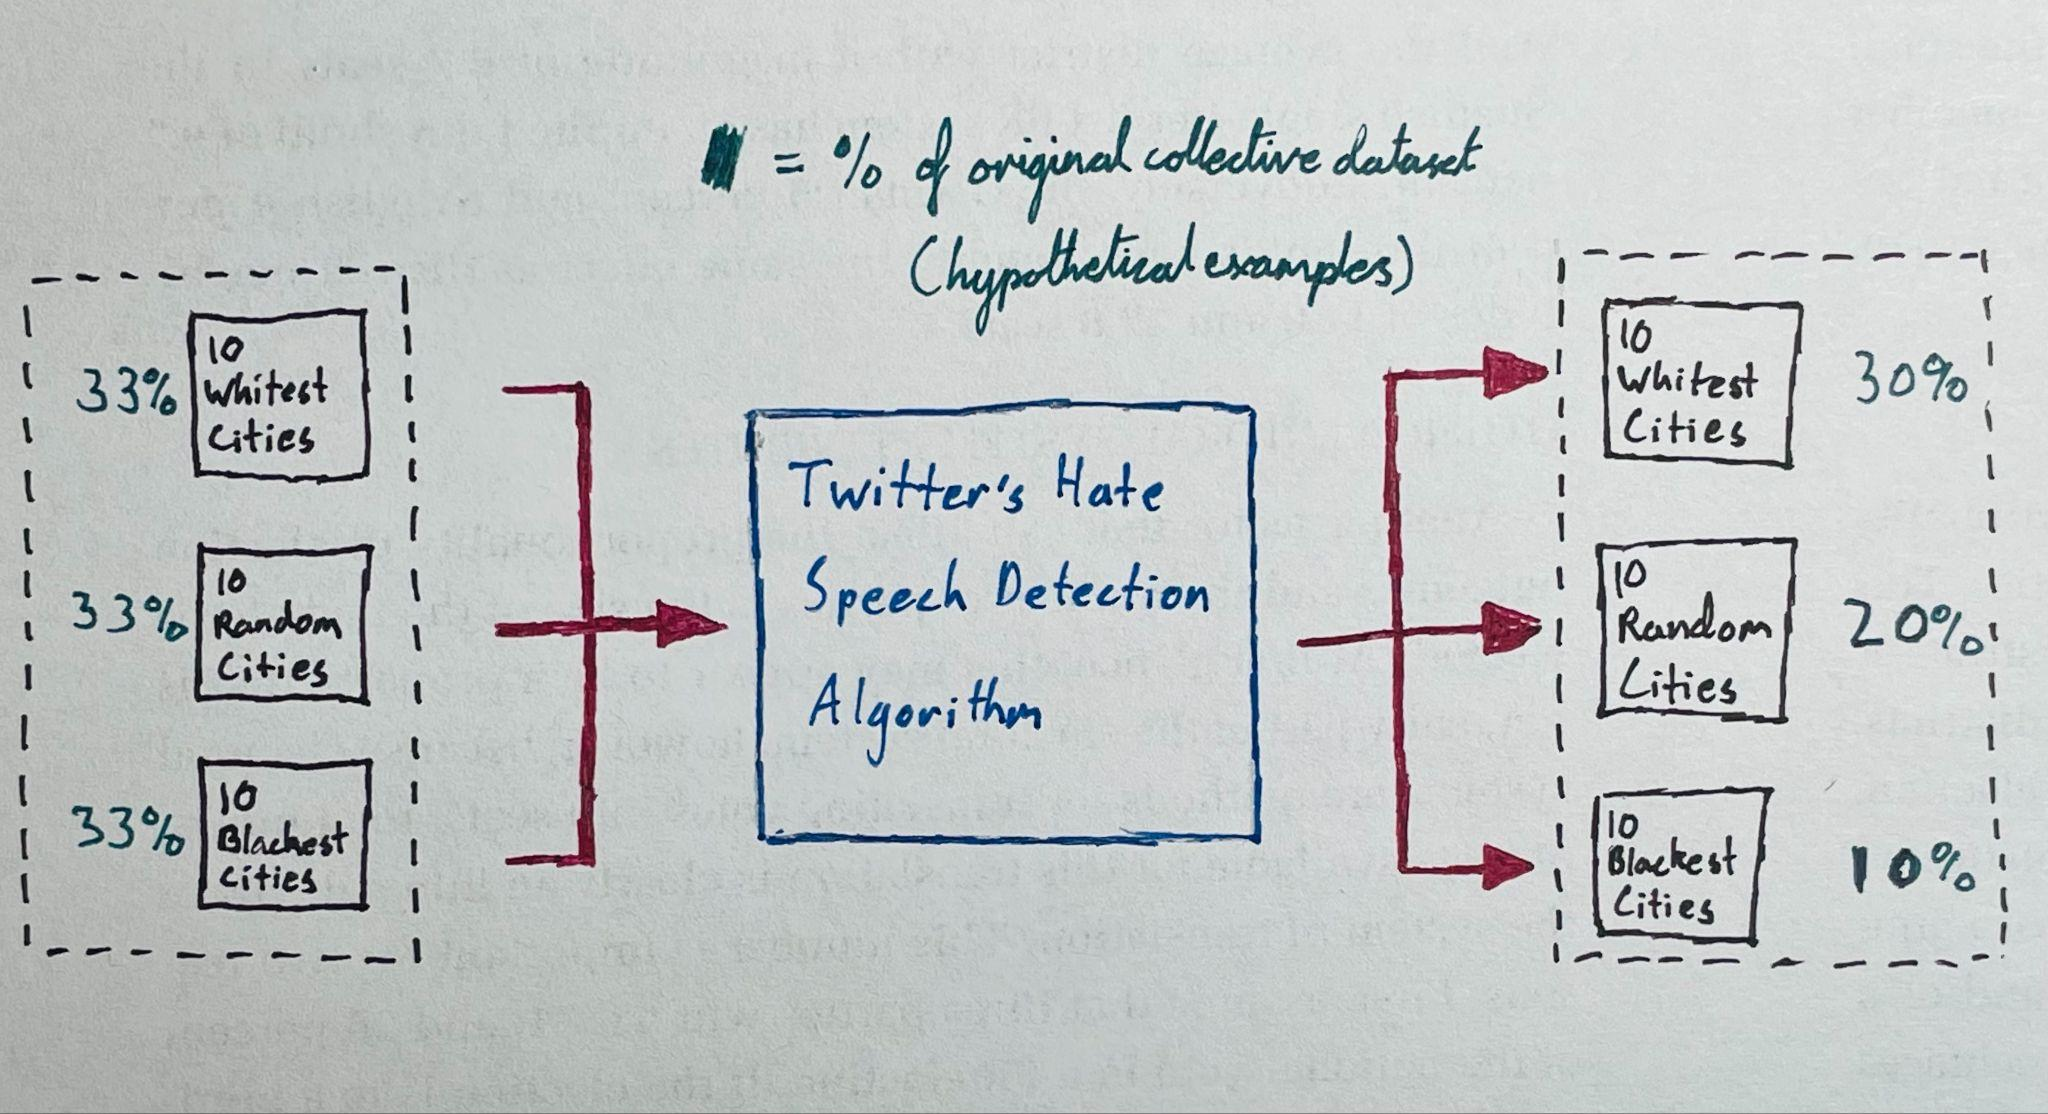 = % of original collective dataset
(hypothetical examples)
33%
10
Whitest
Cities
33%
10
Random
Cities
33%
10
Blackest
Cities
Twitter's Hate
Speech Detection
Algorithm
10
Whitest
Cities
30%
10
Random
Cities
20%
10
Blackest
Cities
10%